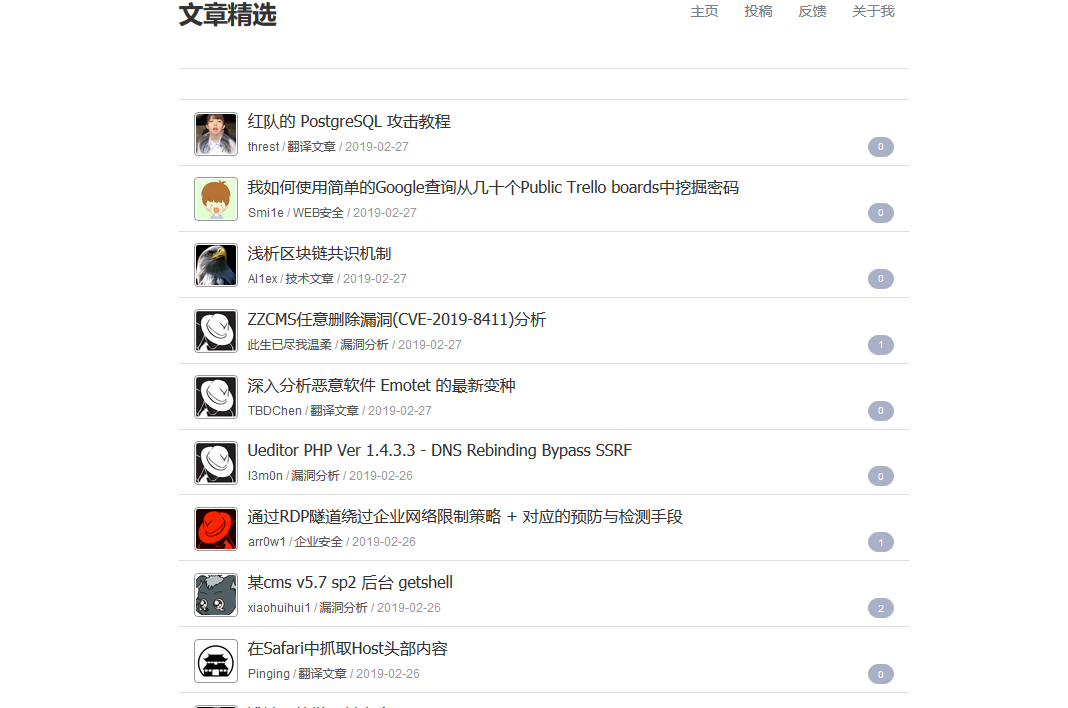 文章精选
主页 投稿 反馈 关于我
红队的 PostgreSQL 攻击教程
threst / 翻译文章 / 2019-02-27
0
我如何使用简单的Google查询从几十个Public Trello boards中挖掘密码
Smi1e / WEB安全 / 2019-02-27
0
浅析区块链共识机制
Al1ex / 技术文章 / 2019-02-27
0
ZZCMS任意删除漏洞(CVE-2019-8411)分析
此生已尽我温柔 / 漏洞分析 / 2019-02-27
1
深入分析恶意软件 Emotet 的最新变种
TBDChen / 翻译文章 / 2019-02-27
0
Ueditor PHP Ver 1.4.3.3 - DNS Rebinding Bypass SSRF
l3m0n / 漏洞分析 / 2019-02-26
0
通过RDP隧道绕过企业网络限制策略 + 对应的预防与检测手段
arr0w1 / 企业安全 / 2019-02-26
1
某cms v5.7 sp2 后台 getshell
xiaohuihui1 / 漏洞分析 / 2019-02-26
2
在Safari中抓取Host头部内容
Pinging / 翻译文章 / 2019-02-26
0